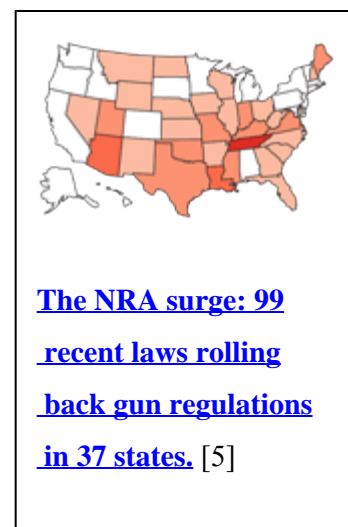 The NRA surge: 99
recent laws rolling
back gun regulations
in 37 states. [5]